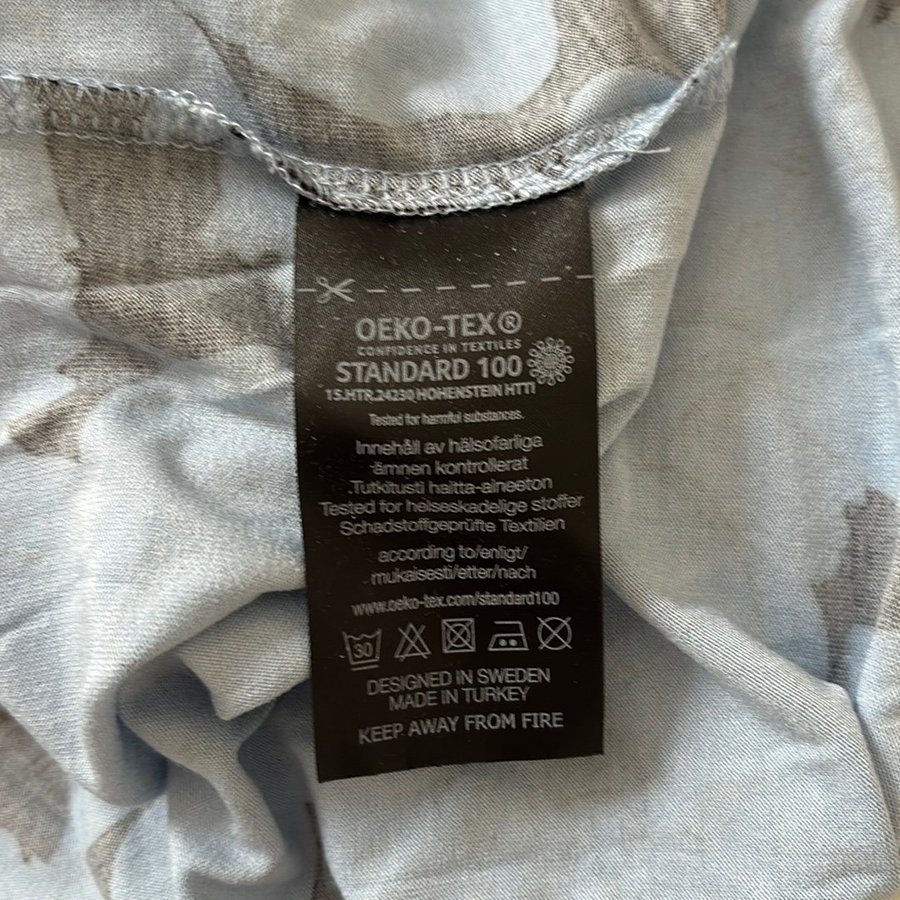 OEKO-TEX®
CONFIDENCE IN TEXTILES
STANDARD 100
15.HTR.24230 HOHENSTEIN HTTI
Tested for harmful substances.
Innehåll av hälsofarliga
ämnen kontrollerat
.Tutkitusti haitta-aineeton
Tested for helseskadelige stoffer
Schadstoffgeprüfte Textilien
according to/enligt/
mukaisesti/etter/nach
www.oeko-tex.com/standard100
30
DESIGNED IN SWEDEN
MADE IN TURKEY
KEEP AWAY FROM FIRE